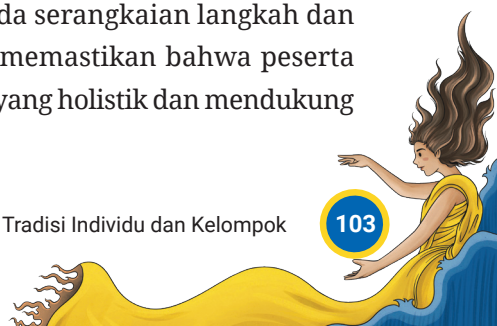 da serangkaian langkah dan
memastikan bahwa peserta
yang holistik dan mendukung
Tradisi Individu dan Kelompok
103